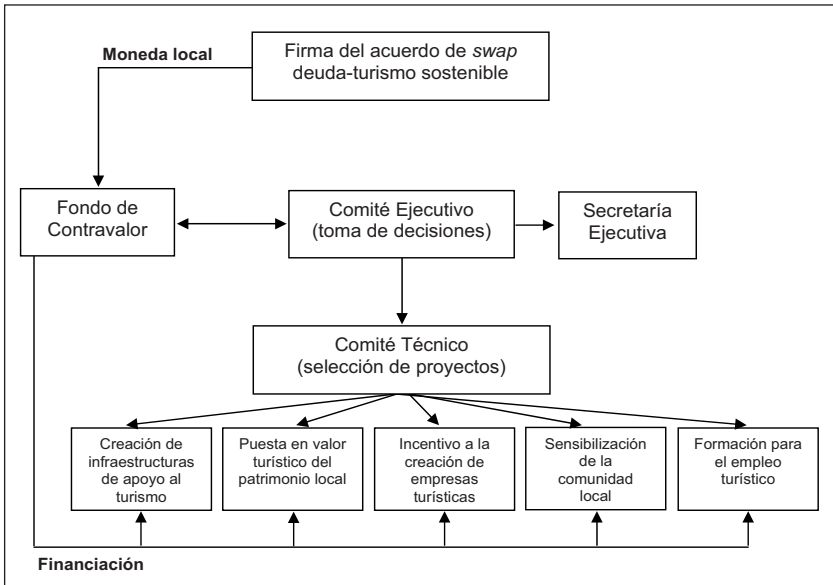 Moneda local
Firma del acuerdo de swap
deuda-turismo sostenible
Fondo de
Contravalor
Comité Ejecutivo
(toma de decisiones)
Secretaría
Ejecutiva
Comité Técnico
(selección de proyectos)
Creación de
infraestructuras
de apoyo al
turismo
Puesta en valor
turístico del
patrimonio local
Incentivo a la
creación de
empresas
turísticas
Sensibilización
de la
comunidad
local
Formación para
el empleo
turístico
Financiación